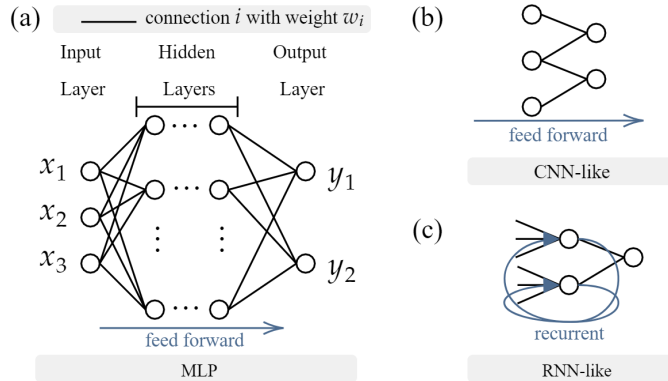 (a)
connection i with weight wᵢ
Input
Layer
Hidden
Layers
Output
Layer
x₁
x₂
x₃
y₁
y₂
feed forward
MLP
(b)
feed forward
CNN-like
(c)
recurrent
RNN-like